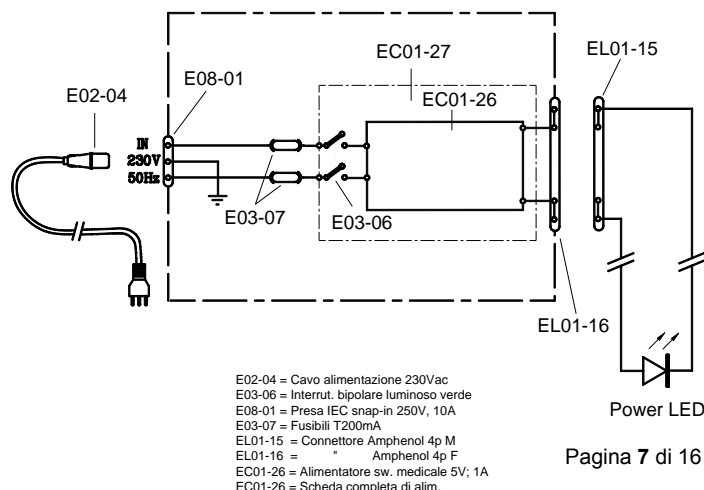 EC01-27
EL01-15
E08-01
EC01-26
E02-04
IN
230V
50Hz
E03-07
E03-06
EL01-16
E02-04 = Cavo alimentazione 230Vac
E03-06 = Interrut. bipolare luminoso verde
E08-01 = Presa IEC snap-in 250V, 10A
E03-07 = Fusibili T200mA
EL01-15 = Connettore Amphenol 4p M
EL01-16 = " Amphenol 4p F
EC01-26 = Alimentatore sw. medicale 5V; 1A
EC01-26 = Scheda completa di alim.
Power LED
Pagina 7 di 16